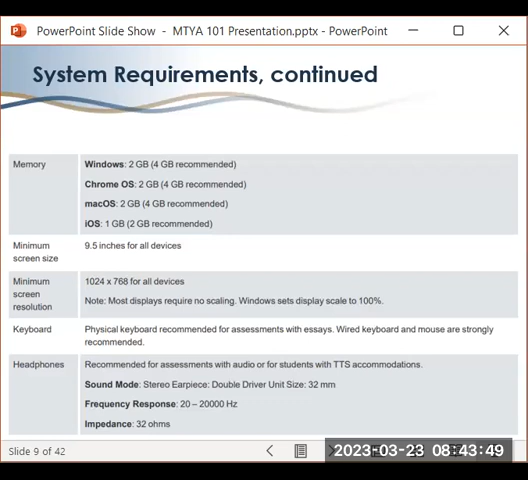 PowerPoint Slide Show - MTYA 101 Presentation.pptx - PowerPoint
System Requirements, continued
Memory
Windows: 2 GB (4 GB recommended)
Chrome OS: 2 GB (4 GB recommended)
macOS: 2 GB (4 GB recommended)
iOS: 1 GB (2 GB recommended)
Minimum
screen size
9.5 inches for all devices
Minimum
screen
resolution
1024 x 768 for all devices
Note: Most displays require no scaling. Windows sets display scale to 100%.
Keyboard
Physical keyboard recommended for assessments with essays. Wired keyboard and mouse are strongly
recommended.
Headphones
Recommended for assessments with audio or for students with TTS accommodations.
Sound Mode: Stereo Earpiece: Double Driver Unit Size: 32 mm
Frequency Response: 20 – 20000 Hz
Impedance: 32 ohms
Slide 9 of 42
2023-03-23 08:43:49